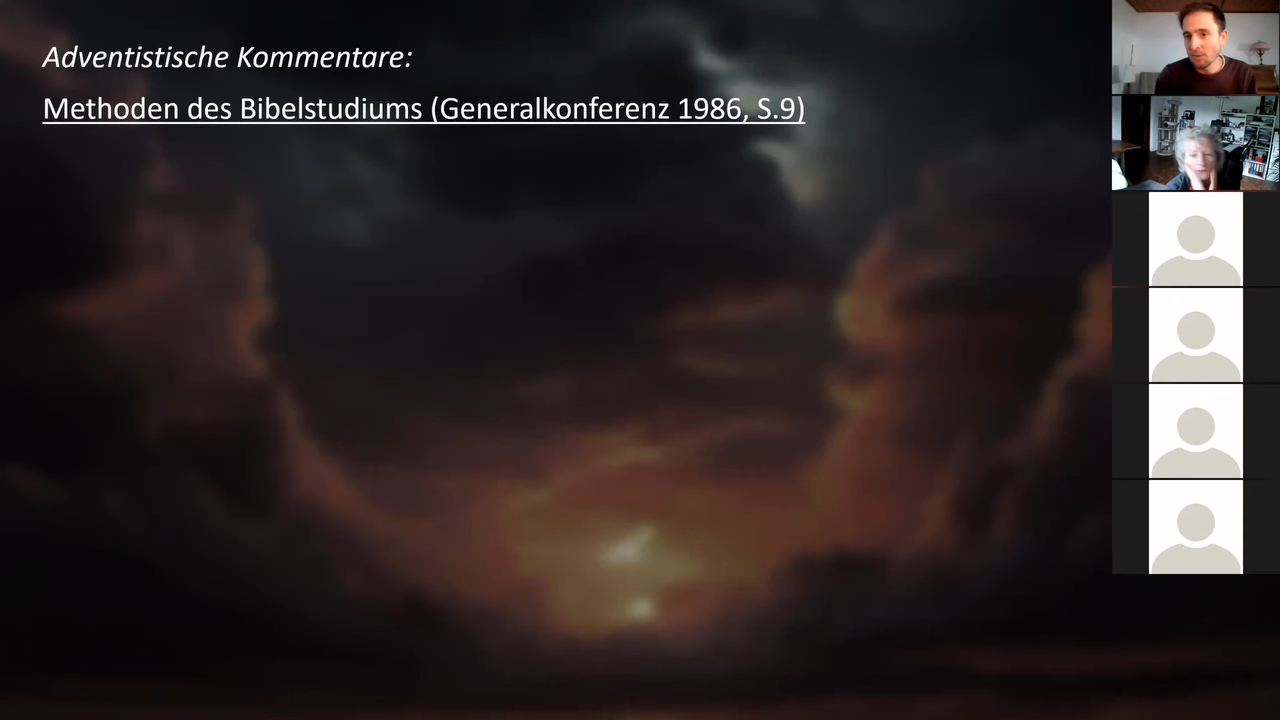 Adventistische Kommentare:
Methoden des Bibelstudiums (Generalkonferenz 1986, S.9)